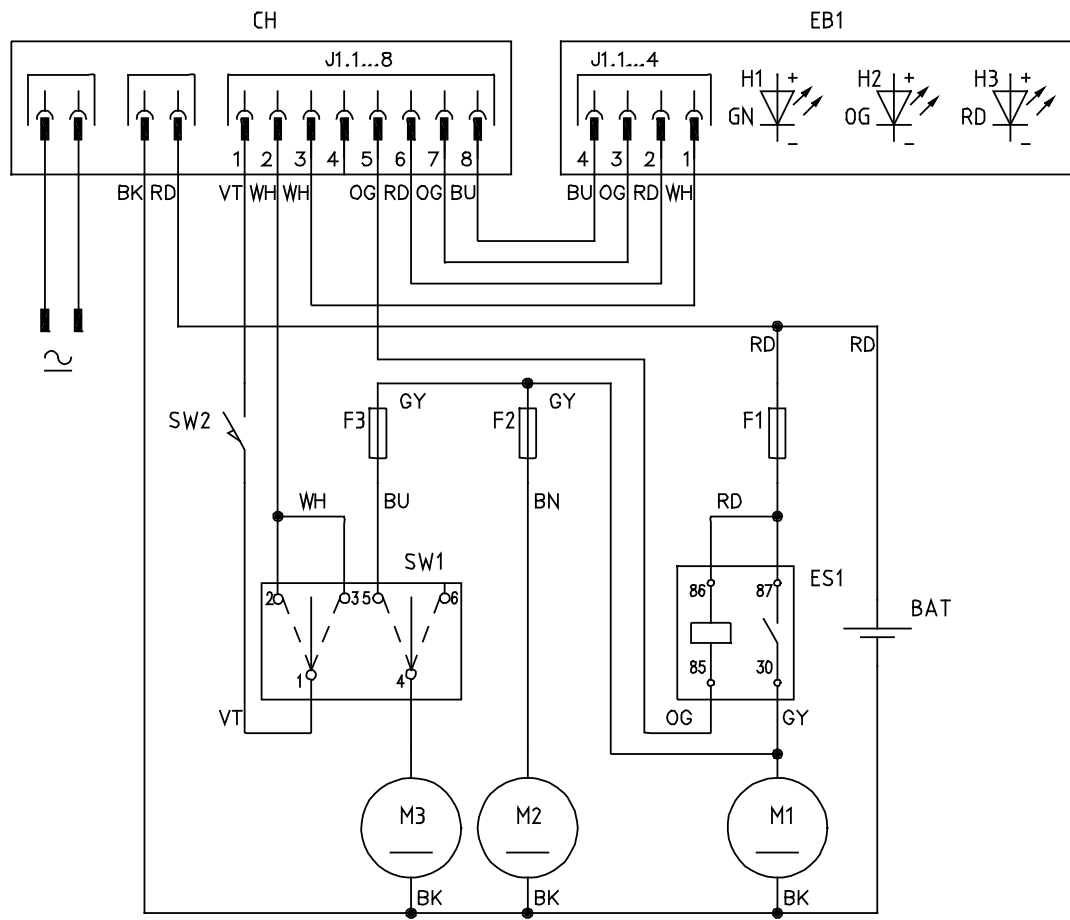 CH EB1
J1.1...8 J1.1...4
H1 + H2 + H3 +
GN OG RD
- - -
1 2 3 4 5 6 7 8 4 3 2 1
BK RD VT WH WH OG RD OG BU BU OG RD WH
RD RD
GY GY
SW2 F3 F2 F1
WH BU BN RD
SW1 ES1
2 3 5 6 86 87 BAT
1 4 85 30
VT OG GY
M3 M2 M1
BK BK BK